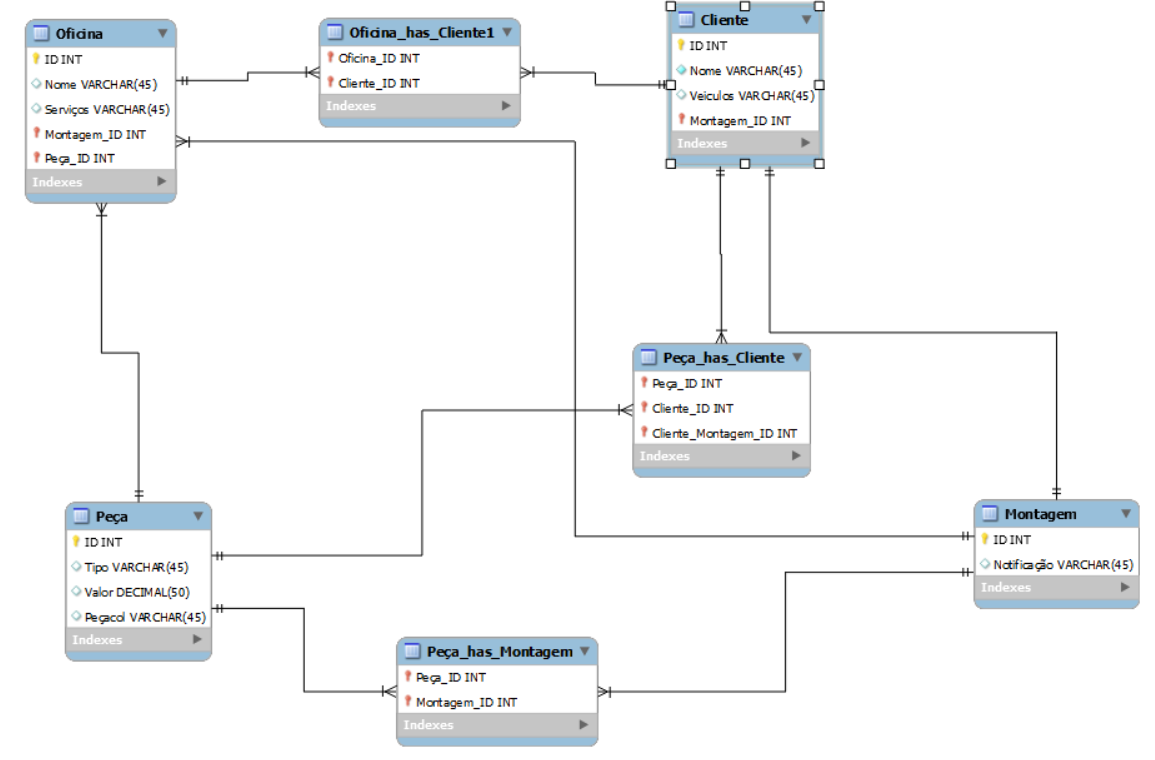 Oficina
ID INT
Nome VARCHAR(45)
Serviços VARCHAR(45)
Montagem_ID INT
Peça_ID INT
Indexes
Oficina_has_Cliente1
Oficina_ID INT
Cliente_ID INT
Indexes
Cliente
ID INT
Nome VARCHAR(45)
Veiculos VARCHAR(45)
Montagem_ID INT
Indexes
Peça_has_Cliente
Peça_ID INT
Cliente_ID INT
Cliente_Montagem_ID INT
Indexes
Peça
ID INT
Tipo VARCHAR(45)
Valor DECIMAL(50)
Peçacol VARCHAR(45)
Indexes
Montagem
ID INT
Notificação VARCHAR(45)
Indexes
Peça_has_Montagem
Peça_ID INT
Montagem_ID INT
Indexes